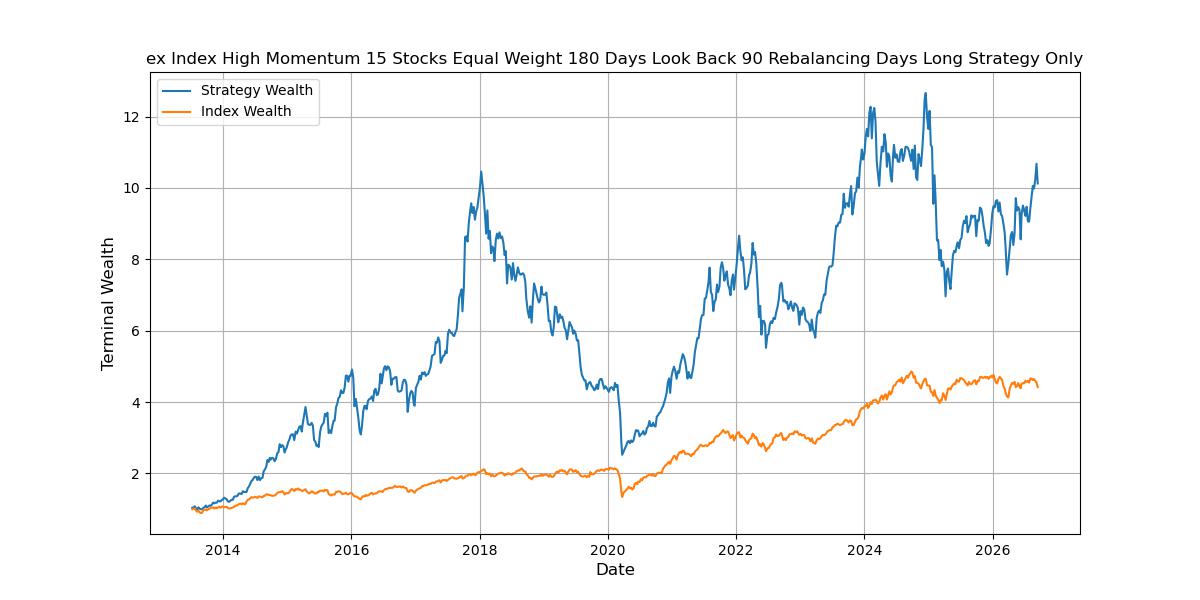 ex Index High Momentum 15 Stocks Equal Weight 180 Days Look Back 90 Rebalancing Days Long Strategy Only
Strategy Wealth
Index Wealth
12
10
8
6
4
2
Terminal Wealth
2014 2016 2018 2020 2022 2024 2026
Date